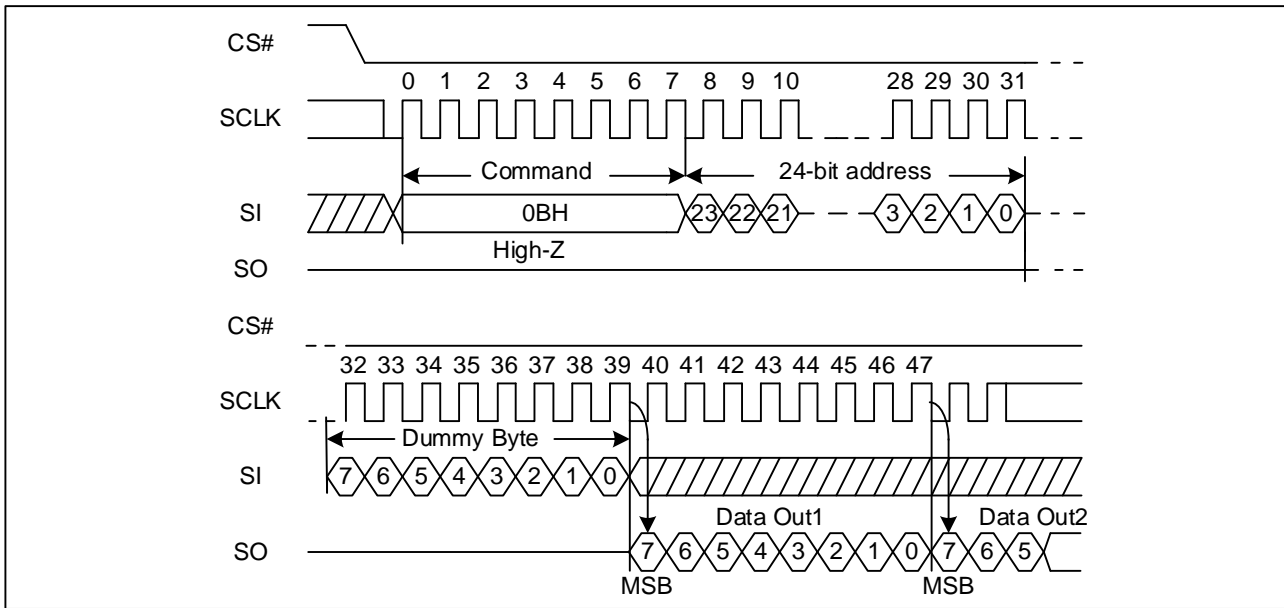 CS#
0 1 2 3 4 5 6 7 8 9 10 28 29 30 31
SCLK
Command 24-bit address
SI 0BH 23 22 21 3 2 1 0
High-Z
SO
CS#
32 33 34 35 36 37 38 39 40 41 42 43 44 45 46 47
SCLK
Dummy Byte
SI 7 6 5 4 3 2 1 0
Data Out1 Data Out2
SO 7 6 5 4 3 2 1 0 7 6 5
MSB MSB